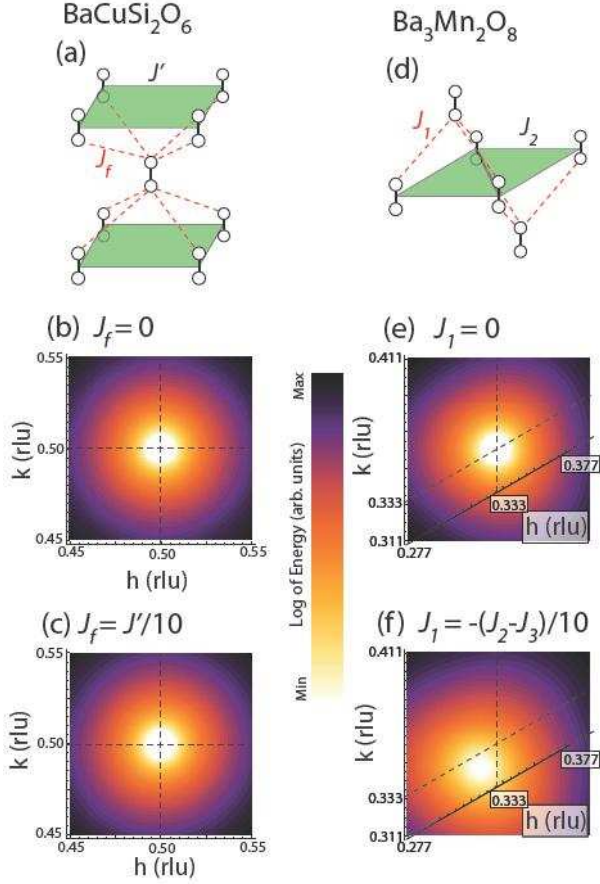 BaCuSi₂O₆
Ba₃Mn₂O₈
(a)
J′
J_f
(d)
J₁
J₂
(b) J_f = 0
0.55
0.50
0.45
k (rlu)
0.45
0.50
0.55
h (rlu)
Max
Log of Energy (arb. units)
Min
(e) J₁ = 0
0.411
k (rlu)
0.333
0.311
0.277
0.333
0.377
h (rlu)
(c) J_f = J′/10
0.55
0.50
0.45
k (rlu)
0.45
0.50
0.55
h (rlu)
(f) J₁ = -(J₂-J₃)/10
0.411
k (rlu)
0.333
0.311
0.277
0.333
0.377
h (rlu)